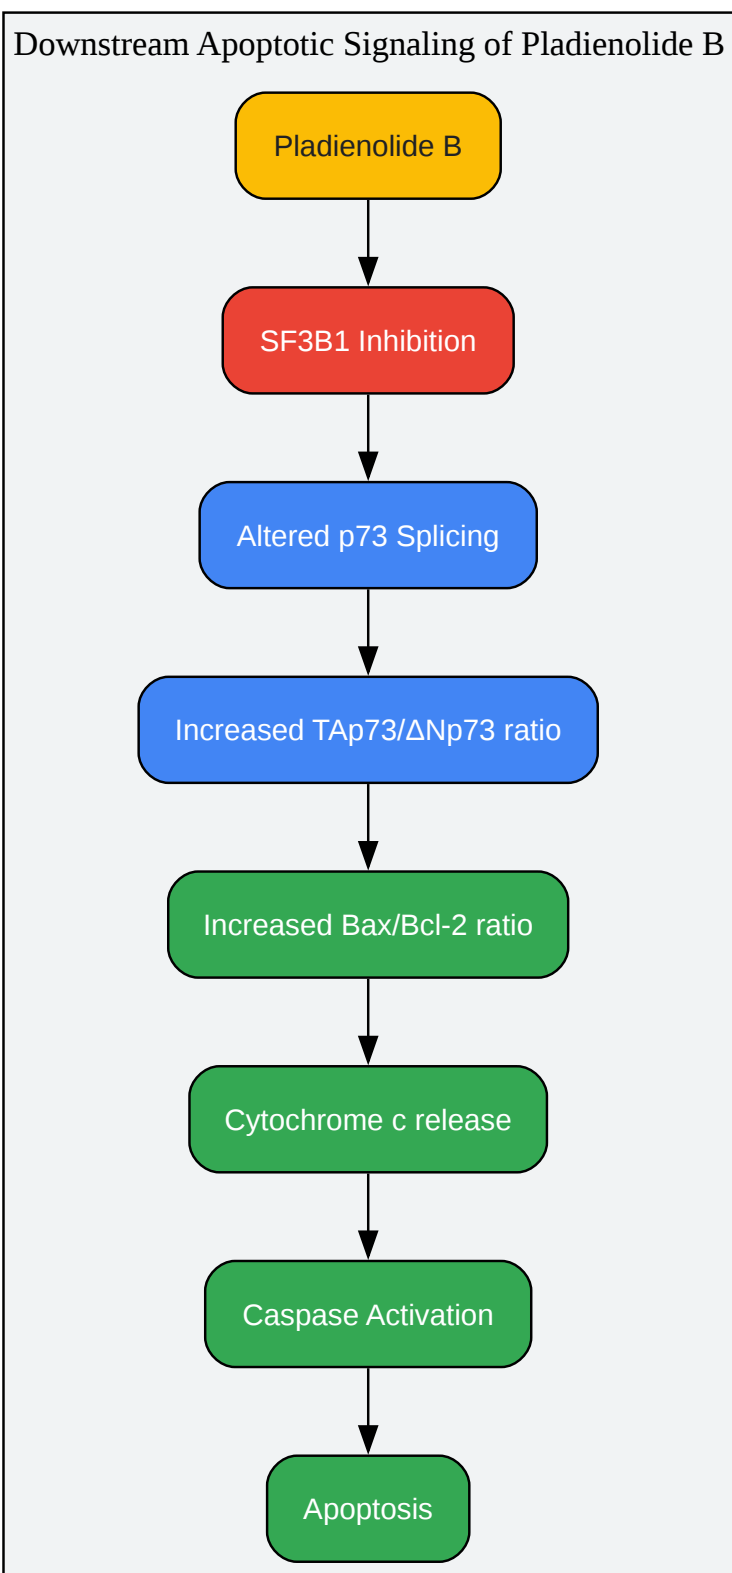 Downstream Apoptotic Signaling of Pladienolide B
Pladienolide B
SF3B1 Inhibition
Altered p73 Splicing
Increased TAp73/ΔNp73 ratio
Increased Bax/Bcl-2 ratio
Cytochrome c release
Caspase Activation
Apoptosis